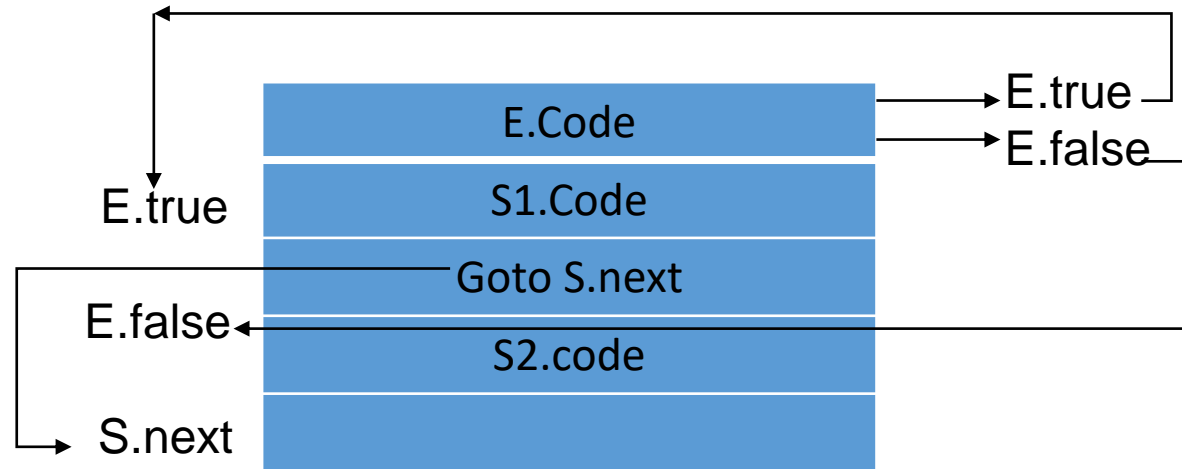 E.Code
E.true
E.false
E.true
S1.Code
Goto S.next
E.false
S2.code
S.next